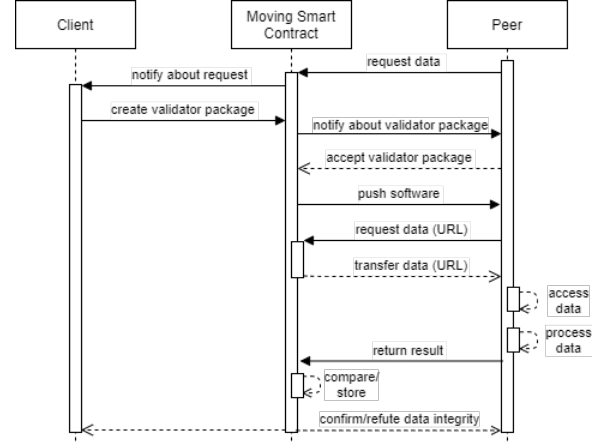 Client
Moving Smart
Contract
Peer
request data
notify about request
create validator package
notify about validator package
accept validator package
push software
request data (URL)
transfer data (URL)
access
data
process
data
return result
compare/
store
confirm/refute data integrity